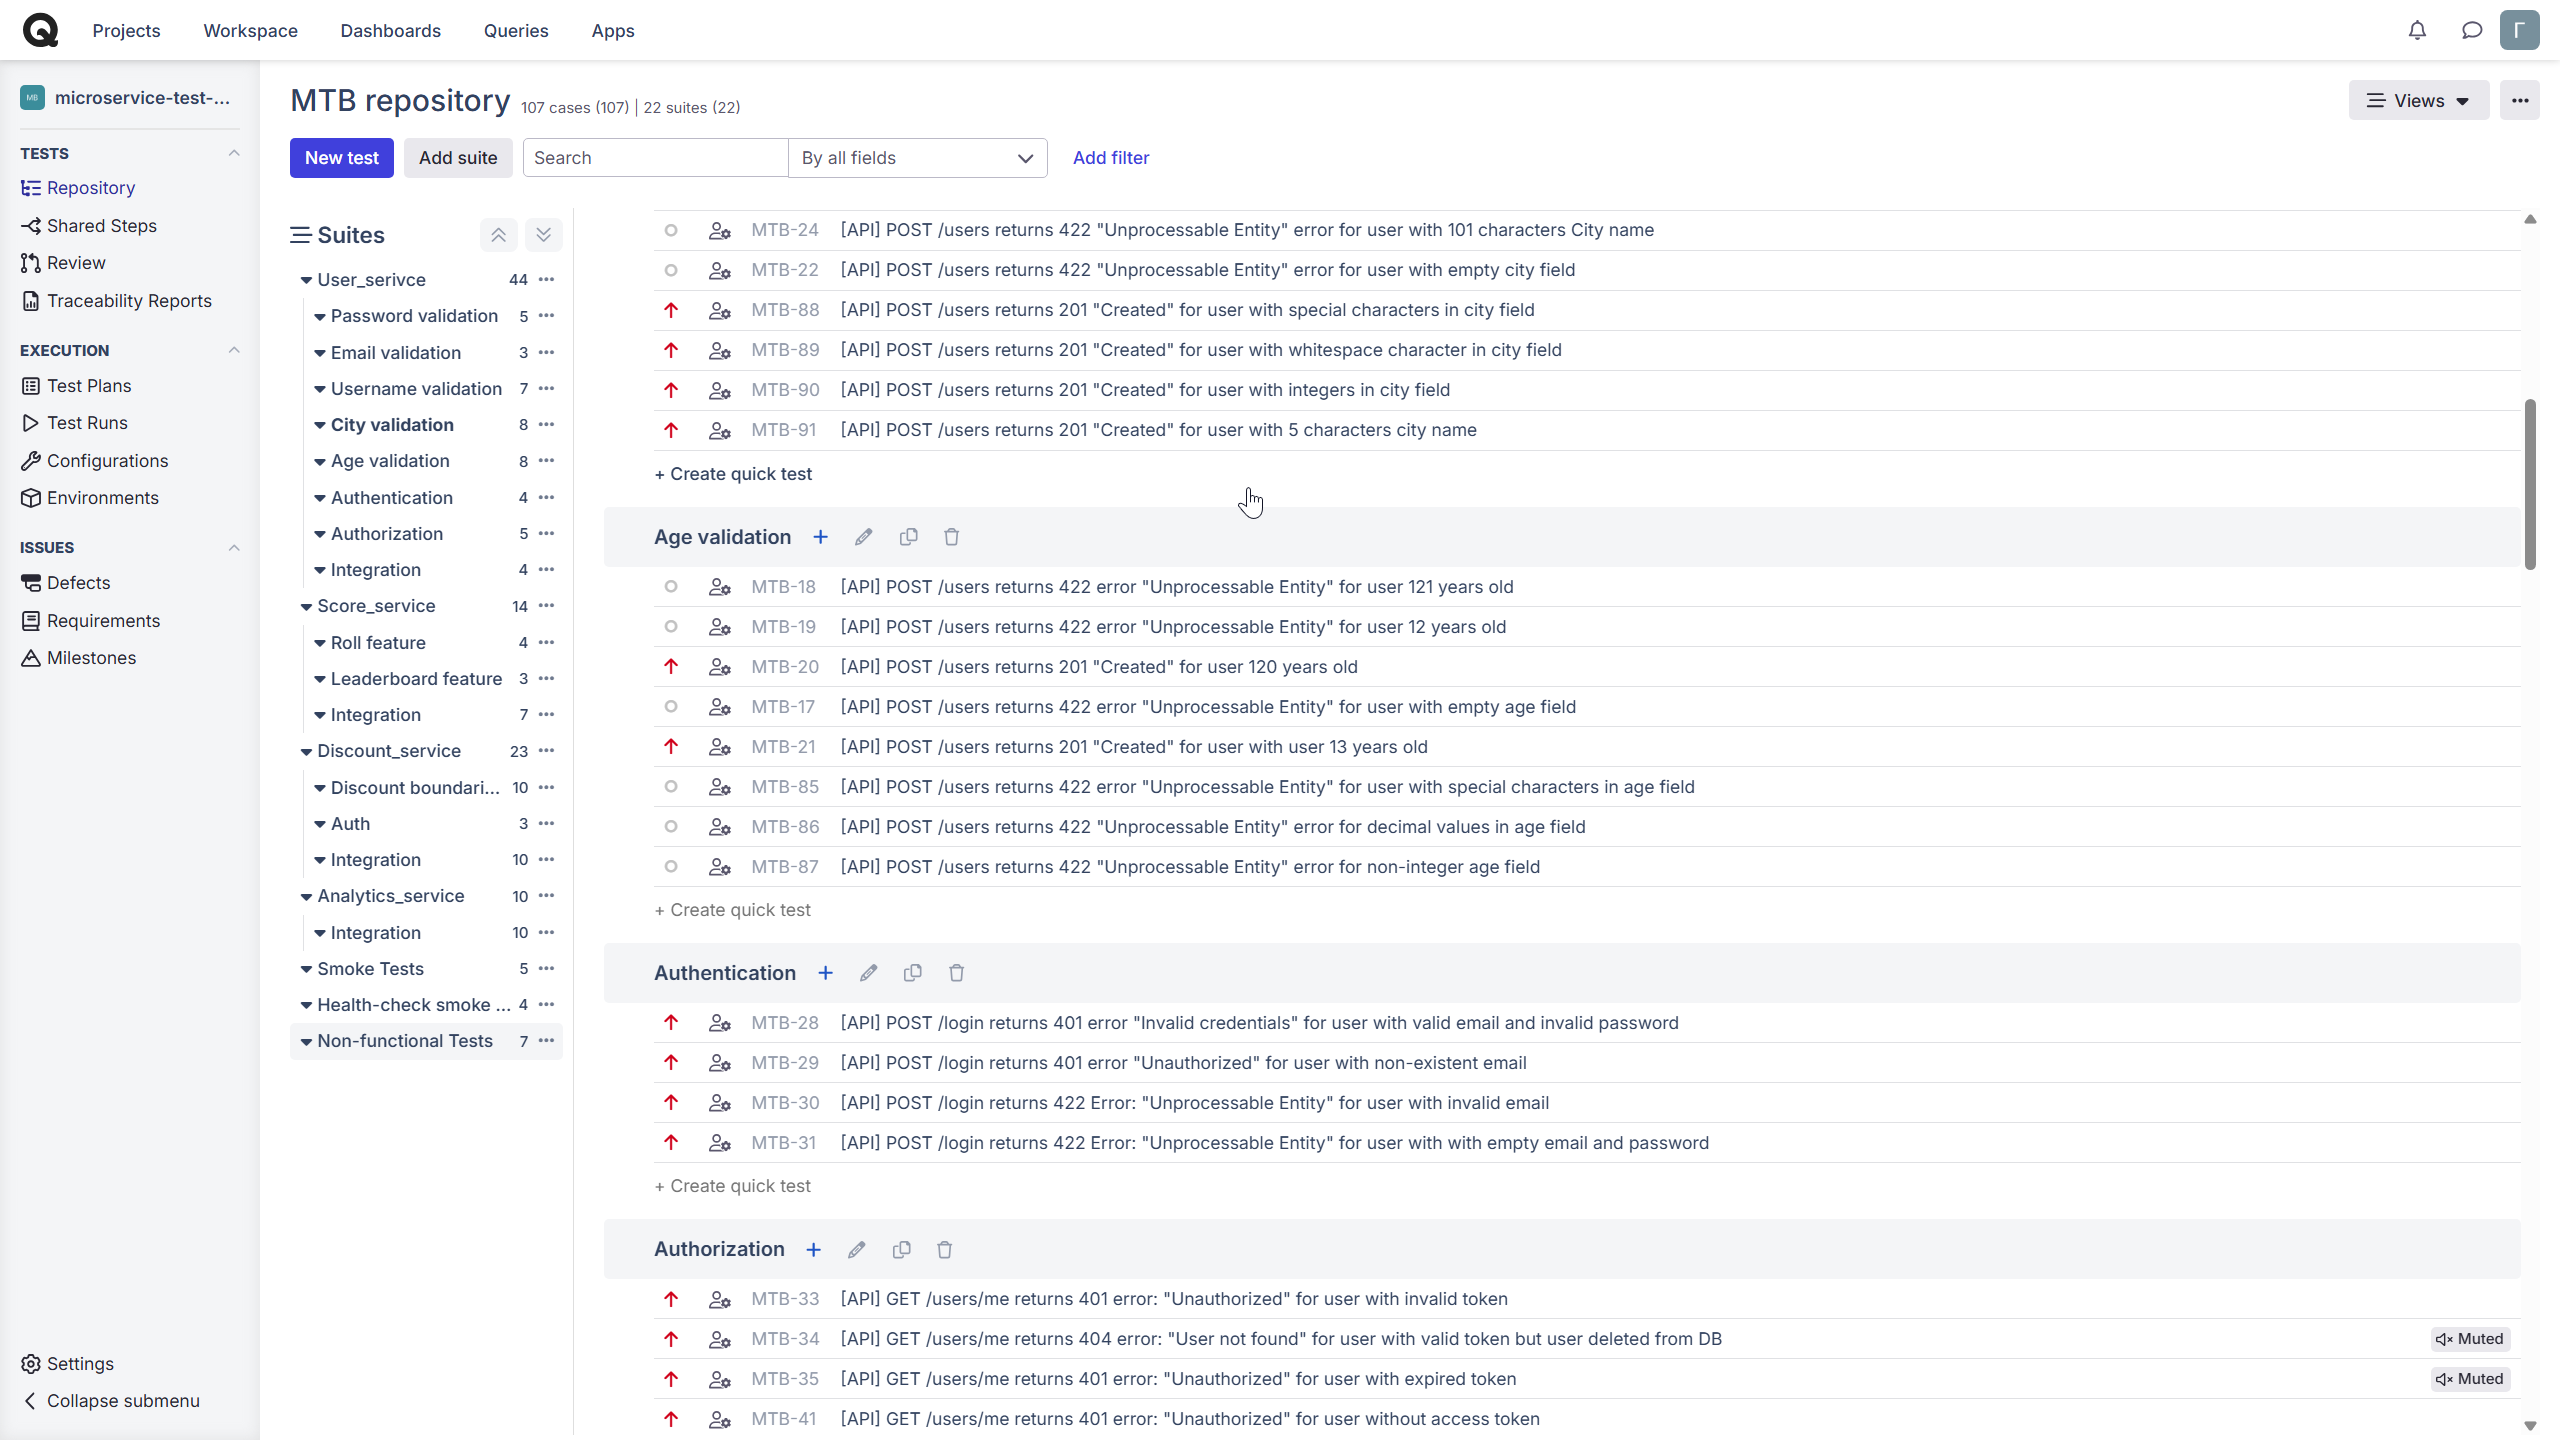 Projects Workspace Dashboards Queries Apps Г
MB microservice-test-...
TESTS
Repository
Shared Steps
Review
Traceability Reports
EXECUTION
Test Plans
Test Runs
Configurations
Environments
ISSUES
Defects
Requirements
Milestones
Settings
Collapse submenu
MTB repository 107 cases (107) | 22 suites (22)
Views
New test Add suite Search By all fields Add filter
Suites
User_serivce 44
Password validation 5
Email validation 3
Username validation 7
City validation 8
Age validation 8
Authentication 4
Authorization 5
Integration 4
Score_service 14
Roll feature 4
Leaderboard feature 3
Integration 7
Discount_service 23
Discount boundari... 10
Auth 3
Integration 10
Analytics_service 10
Integration 10
Smoke Tests 5
Health-check smoke ... 4
Non-functional Tests 7
MTB-24 [API] POST /users returns 422 "Unprocessable Entity" error for user with 101 characters City name
MTB-22 [API] POST /users returns 422 "Unprocessable Entity" error for user with empty city field
MTB-88 [API] POST /users returns 201 "Created" for user with special characters in city field
MTB-89 [API] POST /users returns 201 "Created" for user with whitespace character in city field
MTB-90 [API] POST /users returns 201 "Created" for user with integers in city field
MTB-91 [API] POST /users returns 201 "Created" for user with 5 characters city name
+ Create quick test
Age validation
MTB-18 [API] POST /users returns 422 error "Unprocessable Entity" for user 121 years old
MTB-19 [API] POST /users returns 422 error "Unprocessable Entity" for user 12 years old
MTB-20 [API] POST /users returns 201 "Created" for user 120 years old
MTB-17 [API] POST /users returns 422 error "Unprocessable Entity" for user with empty age field
MTB-21 [API] POST /users returns 201 "Created" for user with user 13 years old
MTB-85 [API] POST /users returns 422 error "Unprocessable Entity" for user with special characters in age field
MTB-86 [API] POST /users returns 422 "Unprocessable Entity" error for decimal values in age field
MTB-87 [API] POST /users returns 422 "Unprocessable Entity" error for non-integer age field
+ Create quick test
Authentication
MTB-28 [API] POST /login returns 401 error "Invalid credentials" for user with valid email and invalid password
MTB-29 [API] POST /login returns 401 error "Unauthorized" for user with non-existent email
MTB-30 [API] POST /login returns 422 Error: "Unprocessable Entity" for user with invalid email
MTB-31 [API] POST /login returns 422 Error: "Unprocessable Entity" for user with with empty email and password
+ Create quick test
Authorization
MTB-33 [API] GET /users/me returns 401 error: "Unauthorized" for user with invalid token
MTB-34 [API] GET /users/me returns 404 error: "User not found" for user with valid token but user deleted from DB Muted
MTB-35 [API] GET /users/me returns 401 error: "Unauthorized" for user with expired token Muted
MTB-41 [API] GET /users/me returns 401 error: "Unauthorized" for user without access token